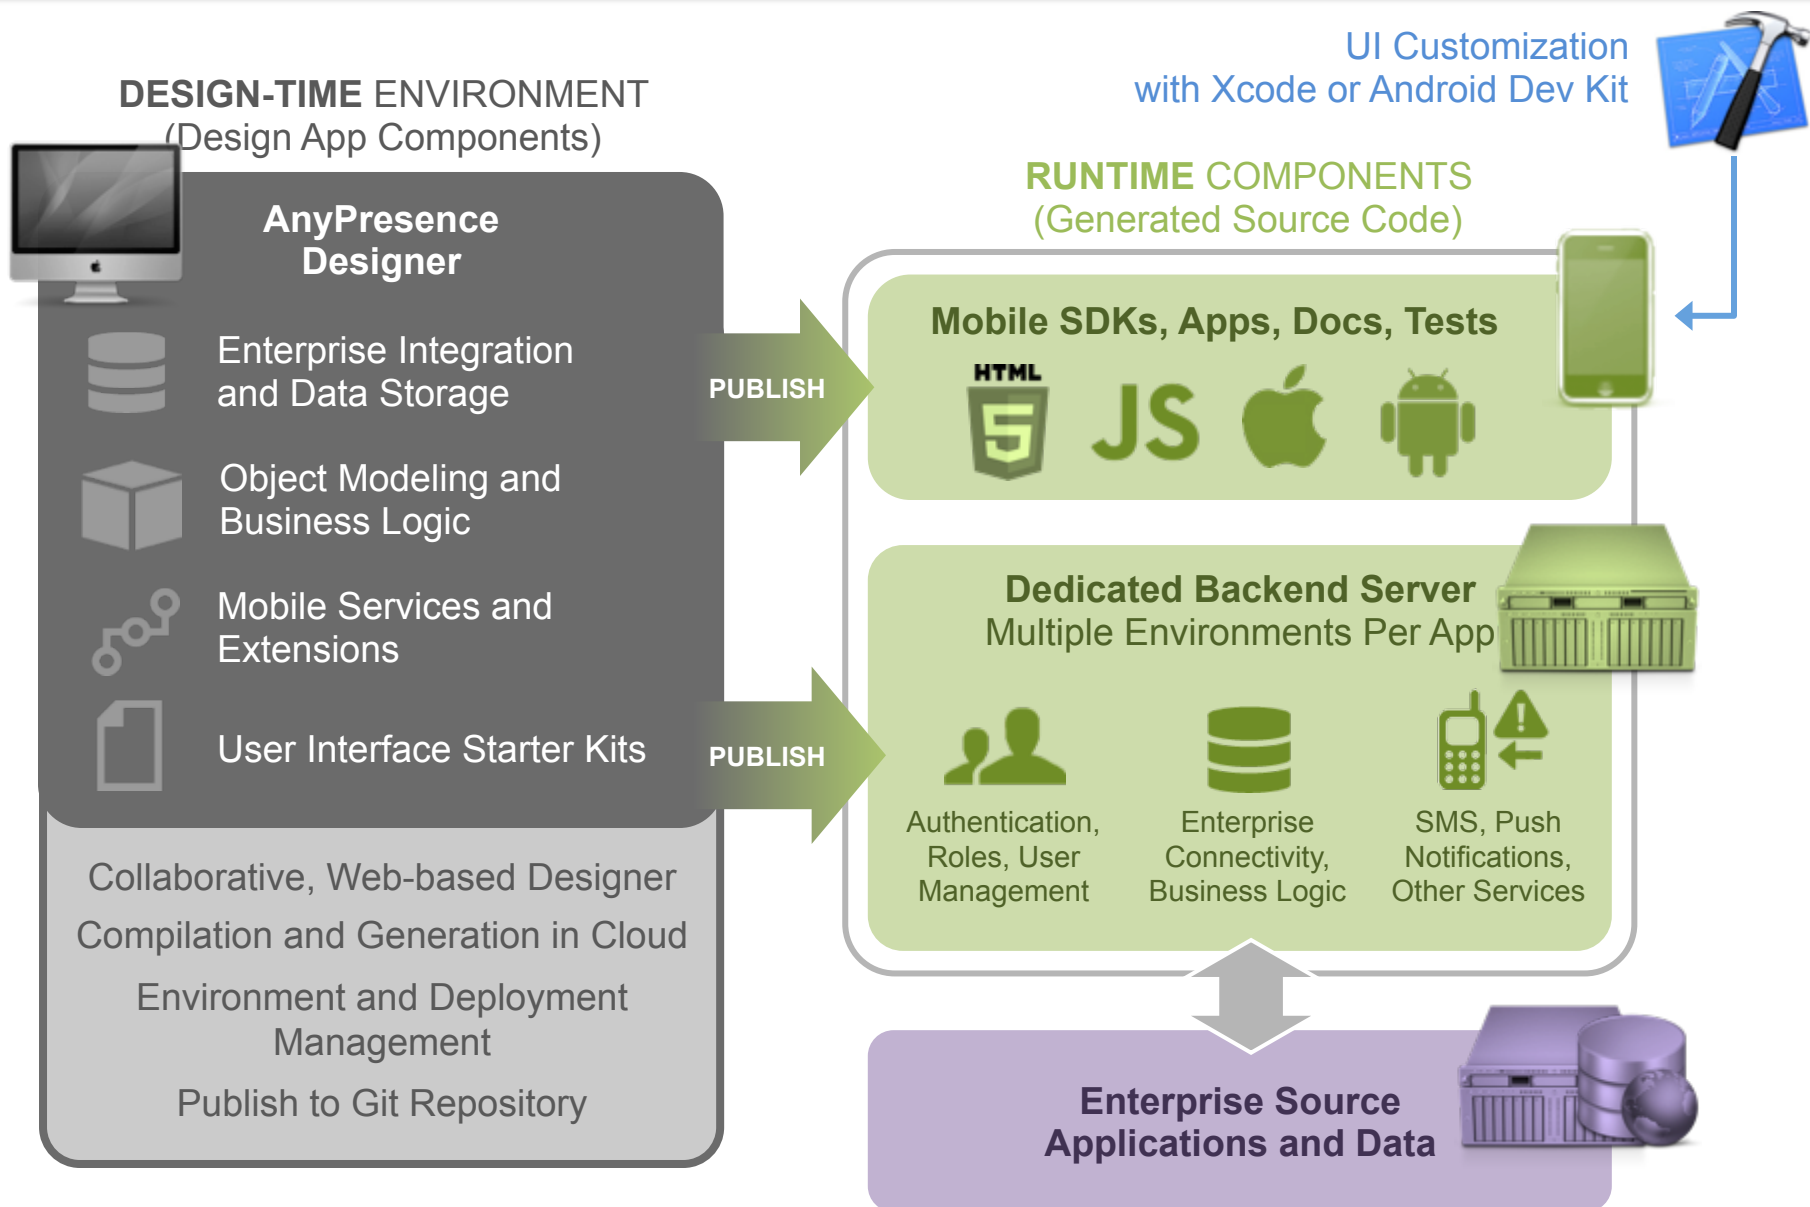 UI Customization
with Xcode or Android Dev Kit
DESIGN-TIME ENVIRONMENT
(Design App Components)
AnyPresence
Designer
Enterprise Integration
and Data Storage
Object Modeling and
Business Logic
Mobile Services and
Extensions
User Interface Starter Kits
Collaborative, Web-based Designer
Compilation and Generation in Cloud
Environment and Deployment
Management
Publish to Git Repository
PUBLISH
PUBLISH
RUNTIME COMPONENTS
(Generated Source Code)
Mobile SDKs, Apps, Docs, Tests
HTML
5
JS
Dedicated Backend Server
Multiple Environments Per App
Authentication,
Roles, User
Management
Enterprise
Connectivity,
Business Logic
SMS, Push
Notifications,
Other Services
Enterprise Source
Applications and Data